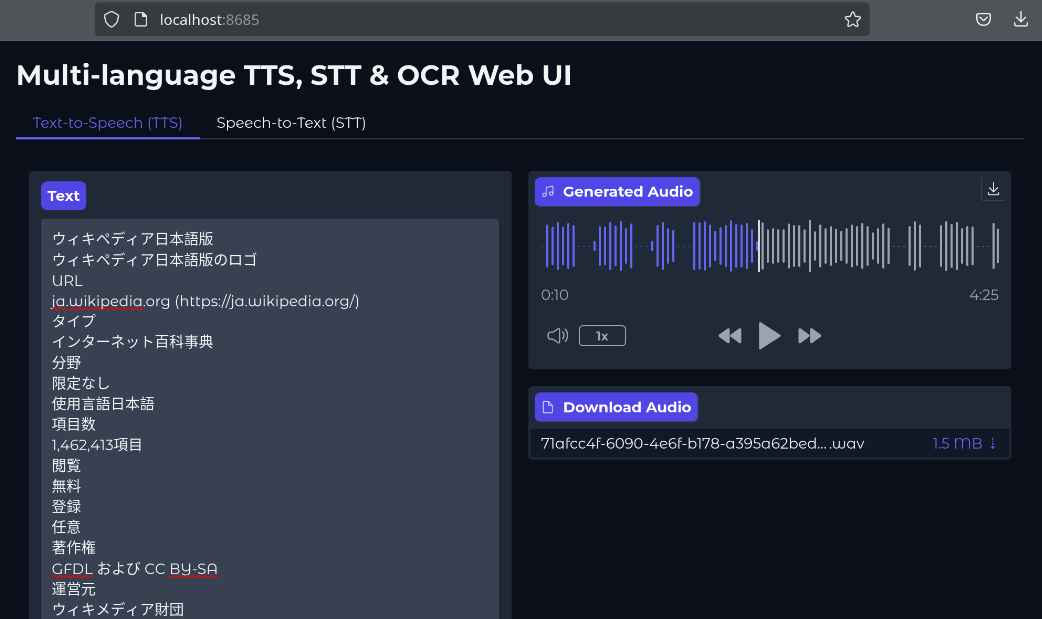 localhost:8685
Multi-language TTS, STT & OCR Web UI
Text-to-Speech (TTS)
Speech-to-Text (STT)
Text
ウィキペディア日本語版
ウィキペディア日本語版のロゴ
URL
ja.wikipedia.org (https://ja.wikipedia.org/)
タイプ
インターネット百科事典
分野
限定なし
使用言語日本語
項目数
1,462,413項目
閲覧
無料
登録
任意
著作権
GFDL および CC BY-SA
運営元
ウィキメディア財団
Generated Audio
0:10
4:25
1x
Download Audio
71afcc4f-6090-4e6f-b178-a395a62bed....wav
1.5 MB ↓